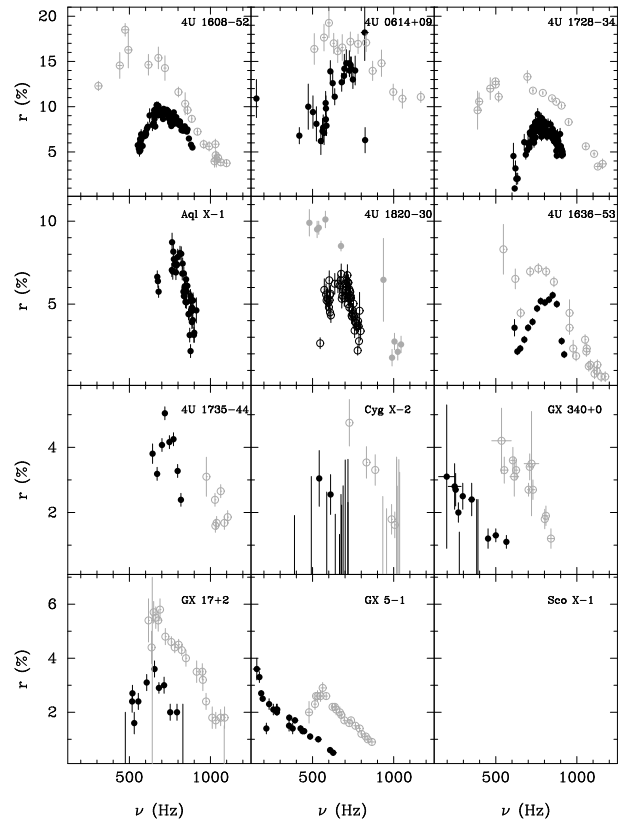 4U 1608−52 4U 0614+09 4U 1728−34
20
15
r (%)
10
5
Aql X−1 4U 1820−30 4U 1636−53
10
r (%)
5
4U 1735−44 Cyg X−2 GX 340+0
4
r (%)
2
GX 17+2 GX 5−1 Sco X−1
6
4
r (%)
2
500 1000 500 1000 500 1000
ν (Hz) ν (Hz) ν (Hz)